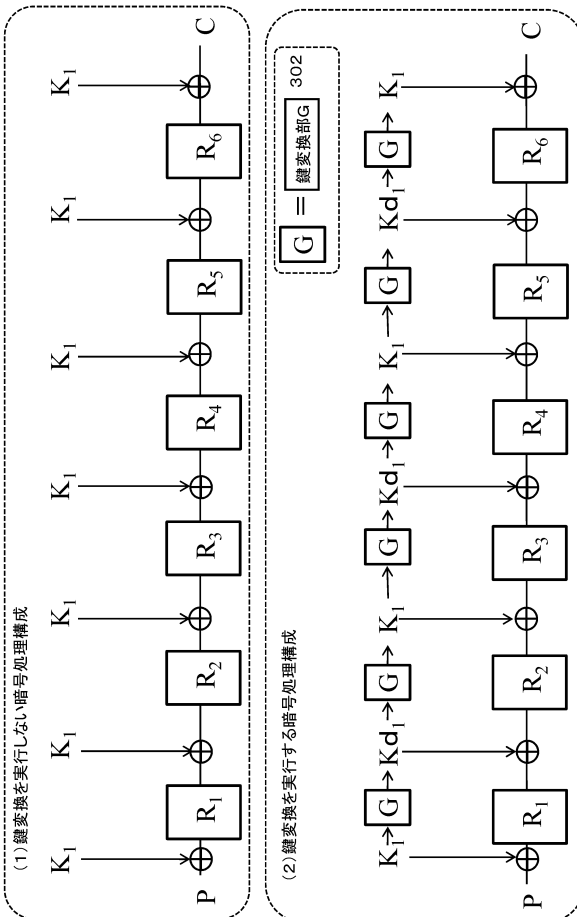 (1)鍵変換を実行しない暗号処理構成
K₁ K₁ K₁ K₁ K₁ K₁ K₁
P R₁ R₂ R₃ R₄ R₅ R₆ C
(2)鍵変換を実行する暗号処理構成
G = 鍵変換部G 302
K₁ G Kd₁ G K₁ G Kd₁ G K₁ G Kd₁ G K₁
P R₁ R₂ R₃ R₄ R₅ R₆ C